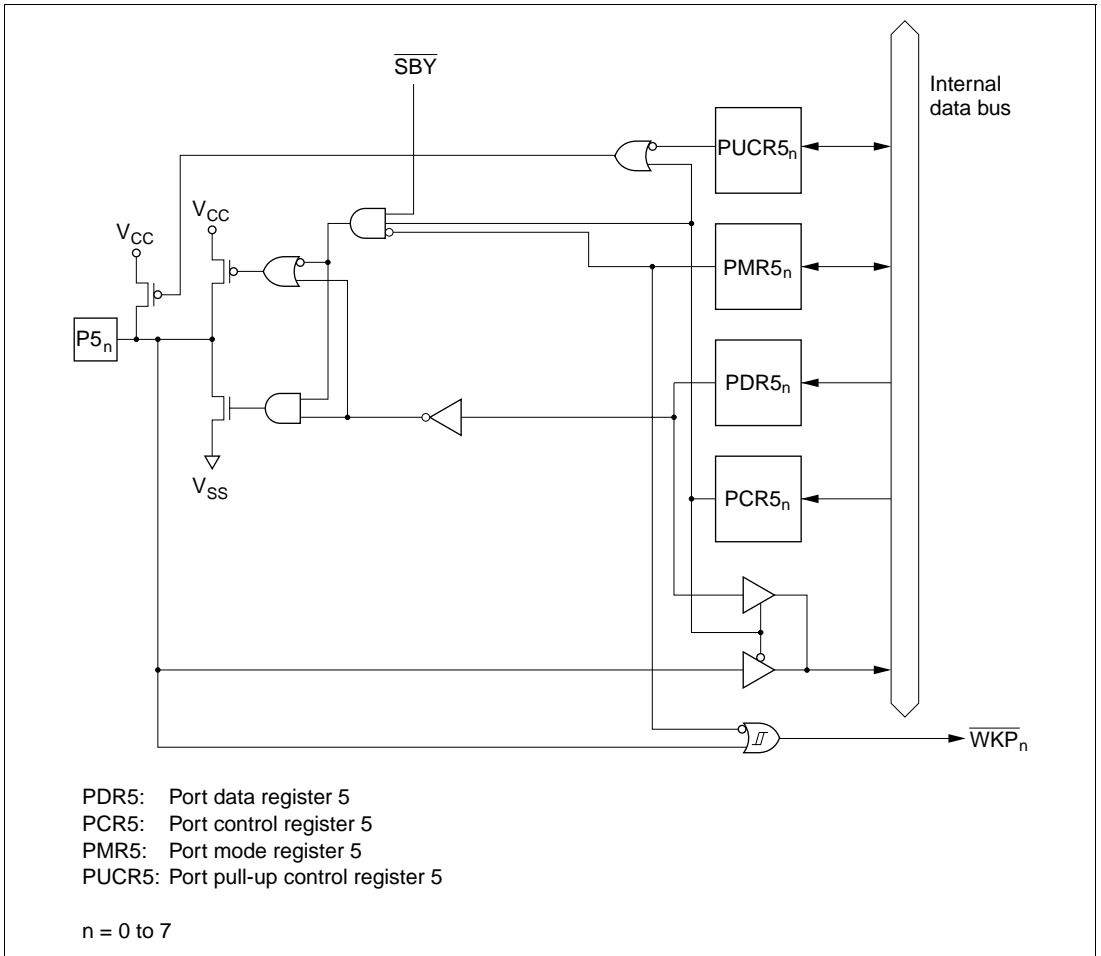 SBY
Internal
data bus
PUCR5n
VCC
VCC
PMR5n
P5n
PDR5n
VSS
PCR5n
WKPn
PDR5: Port data register 5
PCR5: Port control register 5
PMR5: Port mode register 5
PUCR5: Port pull-up control register 5
n = 0 to 7